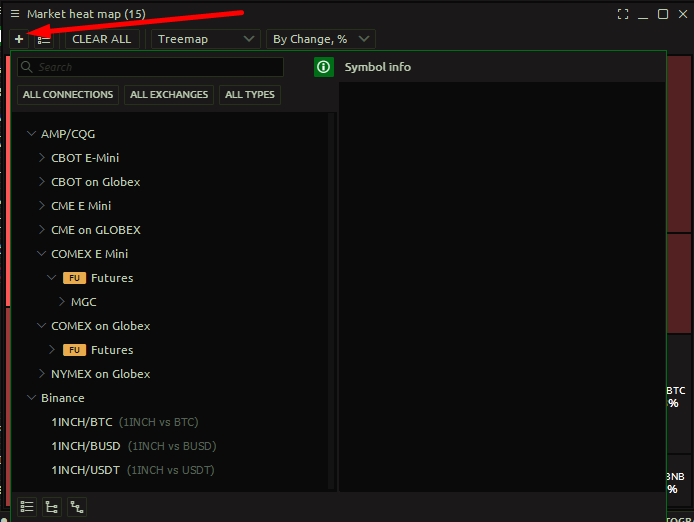 Market heat map (15)
+ CLEAR ALL Treemap By Change, %
Search
Symbol info
ALL CONNECTIONS ALL EXCHANGES ALL TYPES
AMP/CQG
CBOT E-Mini
CBOT on Globex
CME E Mini
CME on GLOBEX
COMEX E Mini
FU Futures
MGC
COMEX on Globex
FU Futures
NYMEX on Globex
Binance
1INCH/BTC (1INCH vs BTC)
1INCH/BUSD (1INCH vs BUSD)
1INCH/USDT (1INCH vs USDT)
BTC
%
BNB
%